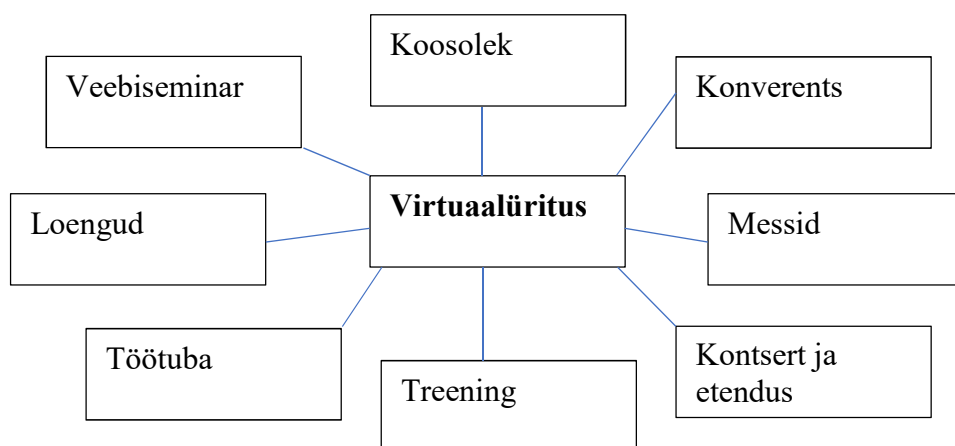 Koosolek
Veebiseminar
Konverents
Virtuaalüritus
Loengud
Messid
Töötuba
Kontsert ja
etendus
Treening